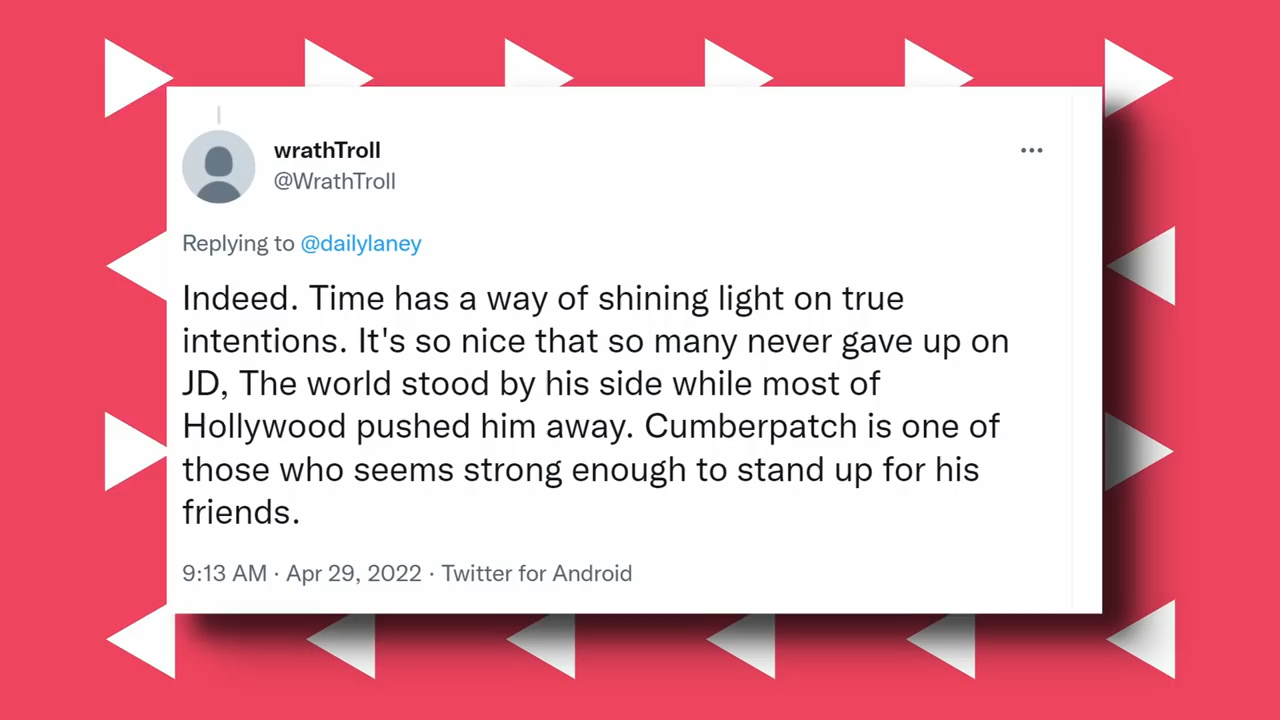 wrathTroll
@WrathTroll
Replying to @dailylaney
Indeed. Time has a way of shining light on true
intentions. It's so nice that so many never gave up on
JD, The world stood by his side while most of
Hollywood pushed him away. Cumberpatch is one of
those who seems strong enough to stand up for his
friends.
9:13 AM · Apr 29, 2022 · Twitter for Android